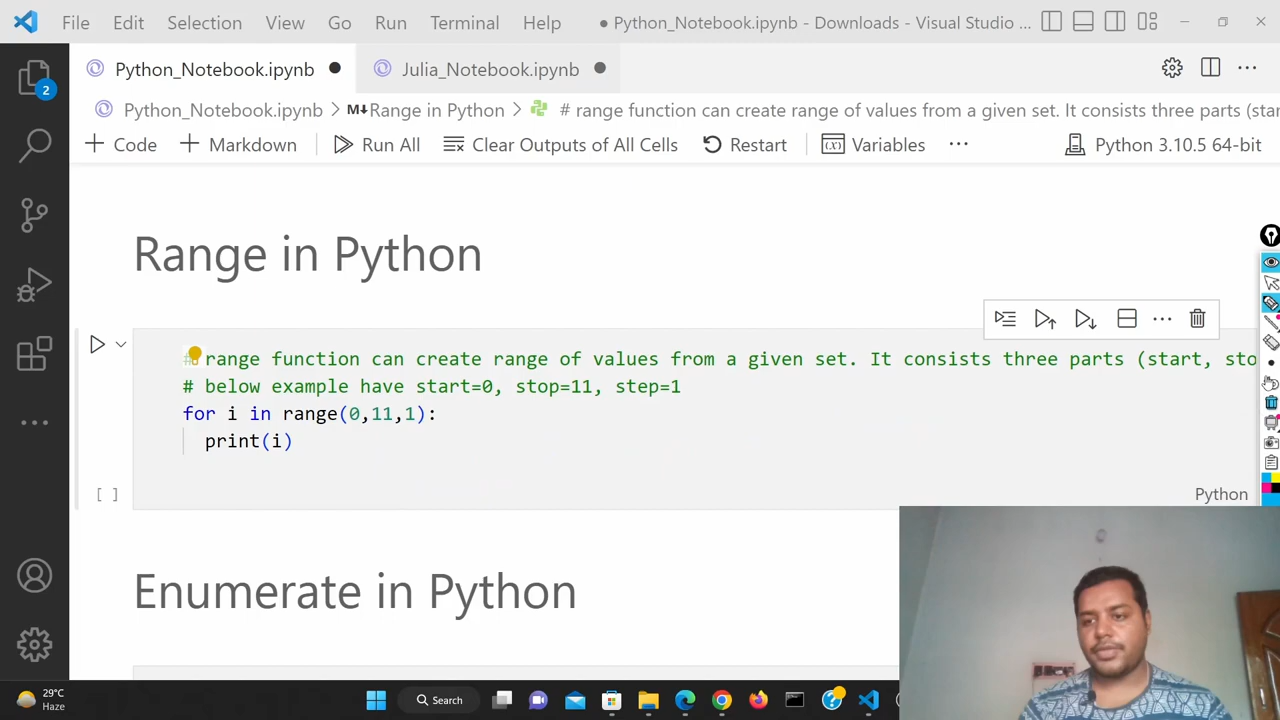 File Edit Selection View Go Run Terminal Help ● Python_Notebook.ipynb - Downloads - Visual Studio ...
Python_Notebook.ipynb ● Julia_Notebook.ipynb ●
2
Python_Notebook.ipynb > M↓Range in Python > # range function can create range of values from a given set. It consists three parts (star
+ Code + Markdown Run All Clear Outputs of All Cells Restart Variables ... Python 3.10.5 64-bit
Range in Python
# range function can create range of values from a given set. It consists three parts (start, sto
# below example have start=0, stop=11, step=1
for i in range(0,11,1):
print(i)
[ ]
Python
Enumerate in Python
29°C
Haze
Search